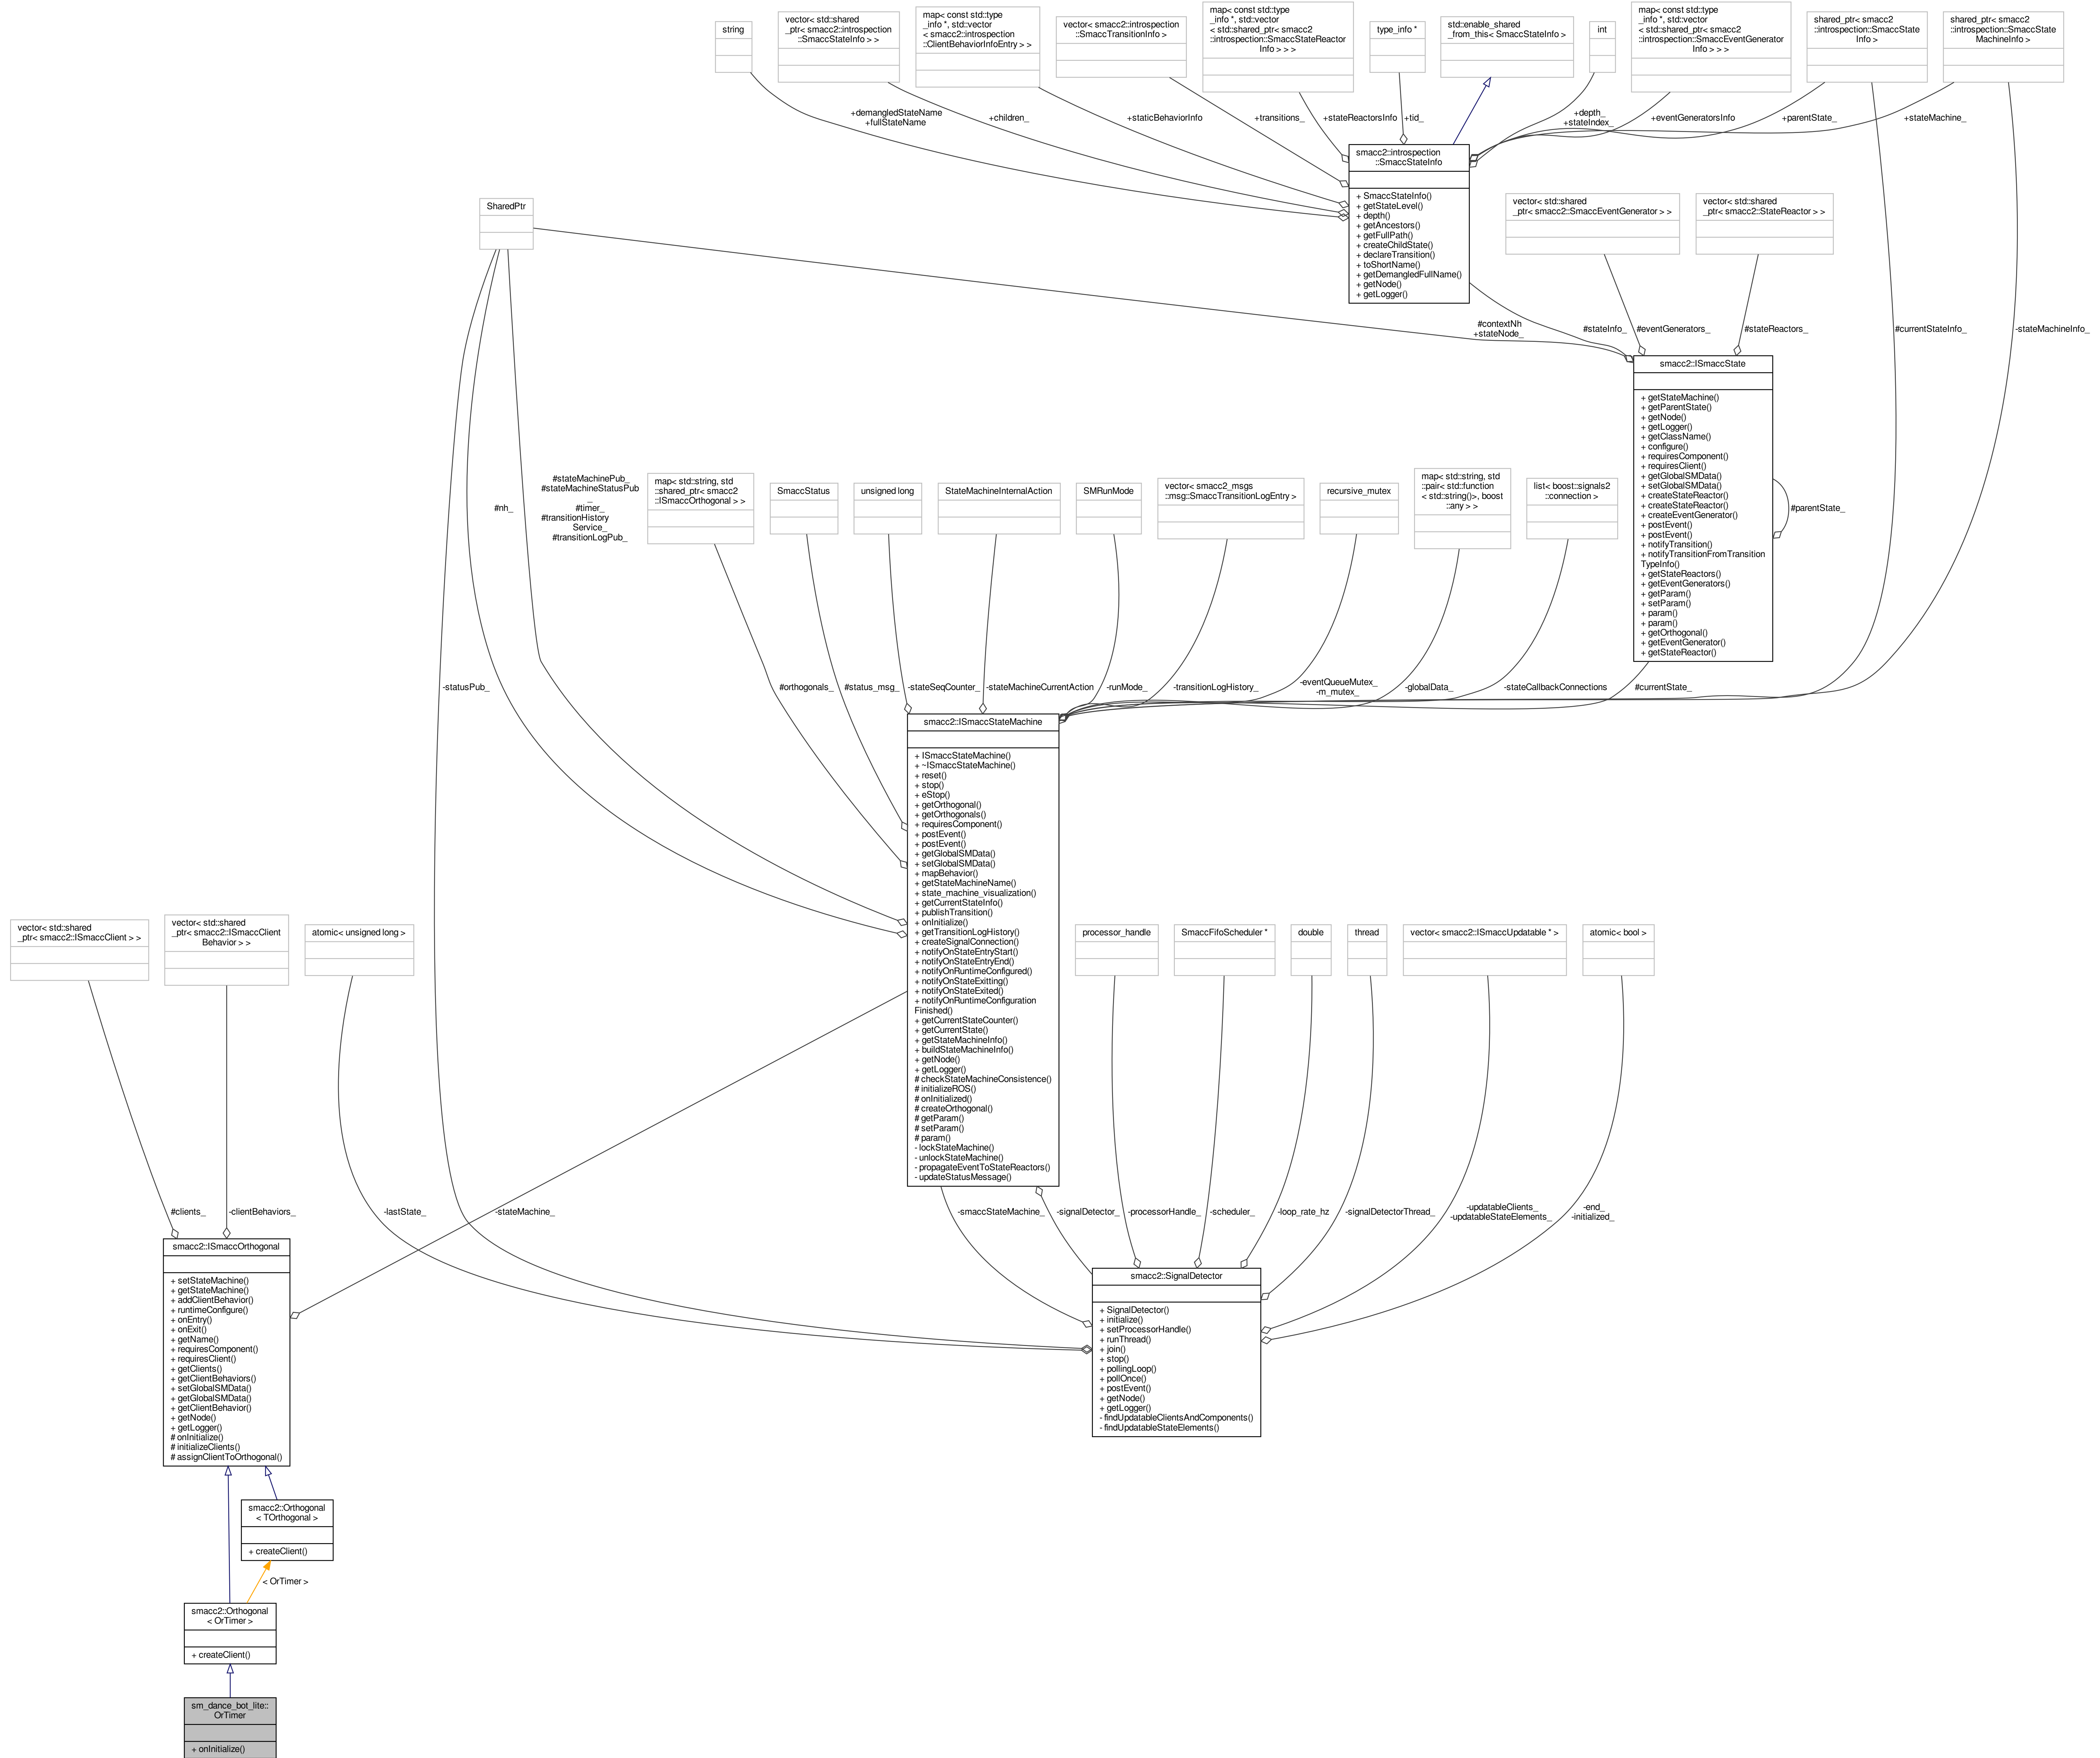 string
vector< std::shared
_ptr< smacc2::introspection
::SmaccStateInfo > >
map< const std::type
_info *, std::vector
< smacc2::introspection
::ClientBehaviorInfoEntry > >
vector< smacc2::introspection
::SmaccTransitionInfo >
map< const std::type
_info *, std::vector
< std::shared_ptr< smacc2
::introspection::SmaccStateReactor
Info > > >
type_info *
std::enable_shared
_from_this< SmaccStateInfo >
int
map< const std::type
_info *, std::vector
< std::shared_ptr< smacc2
::introspection::SmaccEventGenerator
Info > > >
shared_ptr< smacc2
::introspection::SmaccState
Info >
shared_ptr< smacc2
::introspection::SmaccState
MachineInfo >
+demangledStateName
+fullStateName
+children_
+staticBehaviorInfo
+transitions_
+stateReactorsInfo
+tid_
+depth_
+stateIndex_
+eventGeneratorsInfo
+parentState_
+stateMachine_
smacc2::introspection
::SmaccStateInfo
+ SmaccStateInfo()
+ getStateLevel()
+ depth()
+ getAncestors()
+ getFullPath()
+ createChildState()
+ declareTransition()
+ toShortName()
+ getDemangledFullName()
+ getNode()
+ getLogger()
SharedPtr
vector< std::shared
_ptr< smacc2::SmaccEventGenerator > >
vector< std::shared
_ptr< smacc2::StateReactor > >
#contextNh
+stateNode_
#stateInfo_
#eventGenerators_
#stateReactors_
#currentStateInfo_
-stateMachineInfo_
smacc2::ISmaccState
+ getStateMachine()
+ getParentState()
+ getNode()
+ getLogger()
+ getClassName()
+ configure()
+ requiresComponent()
+ requiresClient()
+ getGlobalSMData()
+ setGlobalSMData()
+ createStateReactor()
+ createStateReactor()
+ createEventGenerator()
+ postEvent()
+ postEvent()
+ notifyTransition()
+ notifyTransitionFromTransition
TypeInfo()
+ getStateReactors()
+ getEventGenerators()
+ getParam()
+ setParam()
+ param()
+ param()
+ getOrthogonal()
+ getEventGenerator()
+ getStateReactor()
#parentState_
#nh_
#stateMachinePub_
#stateMachineStatusPub
_
#timer_
#transitionHistory
Service_
#transitionLogPub_
map< std::string, std
::shared_ptr< smacc2
::ISmaccOrthogonal > >
SmaccStatus
unsigned long
StateMachineInternalAction
SMRunMode
vector< smacc2_msgs
::msg::SmaccTransitionLogEntry >
recursive_mutex
map< std::string, std
::pair< std::function
< std::string()>, boost
::any > >
list< boost::signals2
::connection >
-statusPub_
#orthogonals_
#status_msg_
-stateSeqCounter_
-stateMachineCurrentAction
-runMode_
-transitionLogHistory_
-eventQueueMutex_
-m_mutex_
-globalData_
-stateCallbackConnections
#currentState_
smacc2::ISmaccStateMachine
+ ISmaccStateMachine()
+ ~ISmaccStateMachine()
+ reset()
+ stop()
+ eStop()
+ getOrthogonal()
+ getOrthogonals()
+ requiresComponent()
+ postEvent()
+ postEvent()
+ getGlobalSMData()
+ setGlobalSMData()
+ mapBehavior()
+ getStateMachineName()
+ state_machine_visualization()
+ getCurrentStateInfo()
+ publishTransition()
+ onInitialize()
+ getTransitionLogHistory()
+ createSignalConnection()
+ notifyOnStateEntryStart()
+ notifyOnStateEntryEnd()
+ notifyOnRuntimeConfigured()
+ notifyOnStateExitting()
+ notifyOnStateExited()
+ notifyOnRuntimeConfiguration
Finished()
+ getCurrentStateCounter()
+ getCurrentState()
+ getStateMachineInfo()
+ buildStateMachineInfo()
+ getNode()
+ getLogger()
# checkStateMachineConsistence()
# initializeROS()
# onInitialized()
# createOrthogonal()
# getParam()
# setParam()
# param()
- lockStateMachine()
- unlockStateMachine()
- propagateEventToStateReactors()
- updateStatusMessage()
vector< std::shared
_ptr< smacc2::ISmaccClient > >
vector< std::shared
_ptr< smacc2::ISmaccClient
Behavior > >
atomic< unsigned long >
processor_handle
SmaccFifoScheduler *
double
thread
vector< smacc2::ISmaccUpdatable * >
atomic< bool >
#clients_
-clientBehaviors_
-lastState_
-stateMachine_
-smaccStateMachine_
-signalDetector_
-processorHandle_
-scheduler_
-loop_rate_hz
-signalDetectorThread_
-updatableClients_
-updatableStateElements_
-end_
-initialized_
smacc2::ISmaccOrthogonal
+ setStateMachine()
+ getStateMachine()
+ addClientBehavior()
+ runtimeConfigure()
+ onEntry()
+ onExit()
+ getName()
+ requiresComponent()
+ requiresClient()
+ getClients()
+ getClientBehaviors()
+ setGlobalSMData()
+ getGlobalSMData()
+ getClientBehavior()
+ getNode()
+ getLogger()
# onInitialize()
# initializeClients()
# assignClientToOrthogonal()
smacc2::SignalDetector
+ SignalDetector()
+ initialize()
+ setProcessorHandle()
+ runThread()
+ join()
+ stop()
+ pollingLoop()
+ pollOnce()
+ postEvent()
+ getNode()
+ getLogger()
- findUpdatableClientsAndComponents()
- findUpdatableStateElements()
smacc2::Orthogonal
< TOrthogonal >
+ createClient()
< OrTimer >
smacc2::Orthogonal
< OrTimer >
+ createClient()
sm_dance_bot_lite::
OrTimer
+ onInitialize()